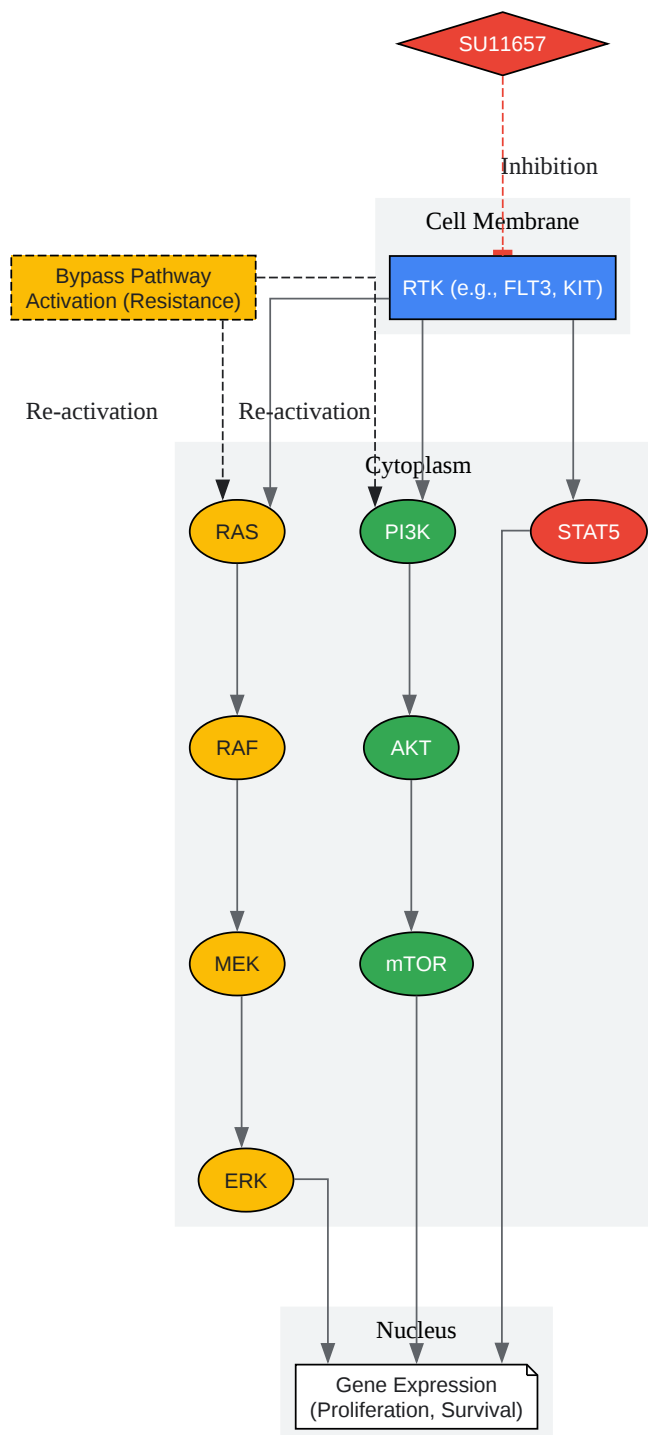 SU11657
Inhibition
Cell Membrane
Bypass Pathway
Activation (Resistance)
RTK (e.g., FLT3, KIT)
Re-activation
Re-activation
Cytoplasm
RAS
PI3K
STAT5
RAF
AKT
MEK
mTOR
ERK
Nucleus
Gene Expression
(Proliferation, Survival)